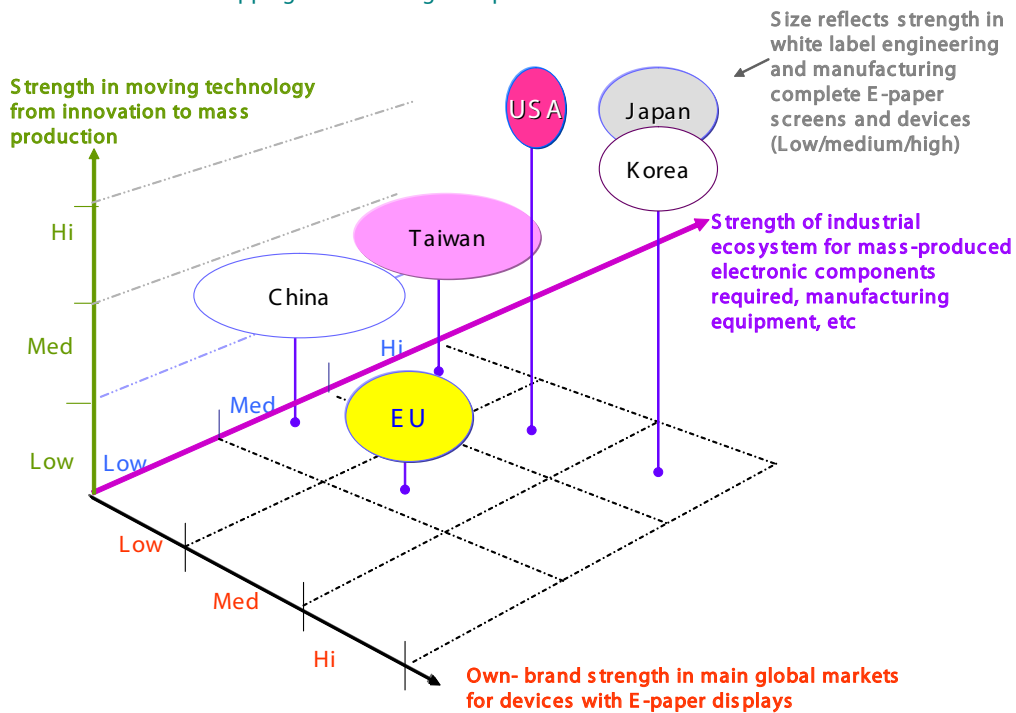 Size reflects strength in
white label engineering
and manufacturing
complete E-paper
screens and devices
(Low/medium/high)
Strength in moving technology
from innovation to mass
production
USA
Japan
Korea
Hi
Taiwan
Strength of industrial
ecosystem for mass-produced
electronic components
required, manufacturing
equipment, etc
China
Med
Hi
Med
EU
Low
Low
Low
Med
Hi
Own- brand strength in main global markets
for devices with E-paper displays